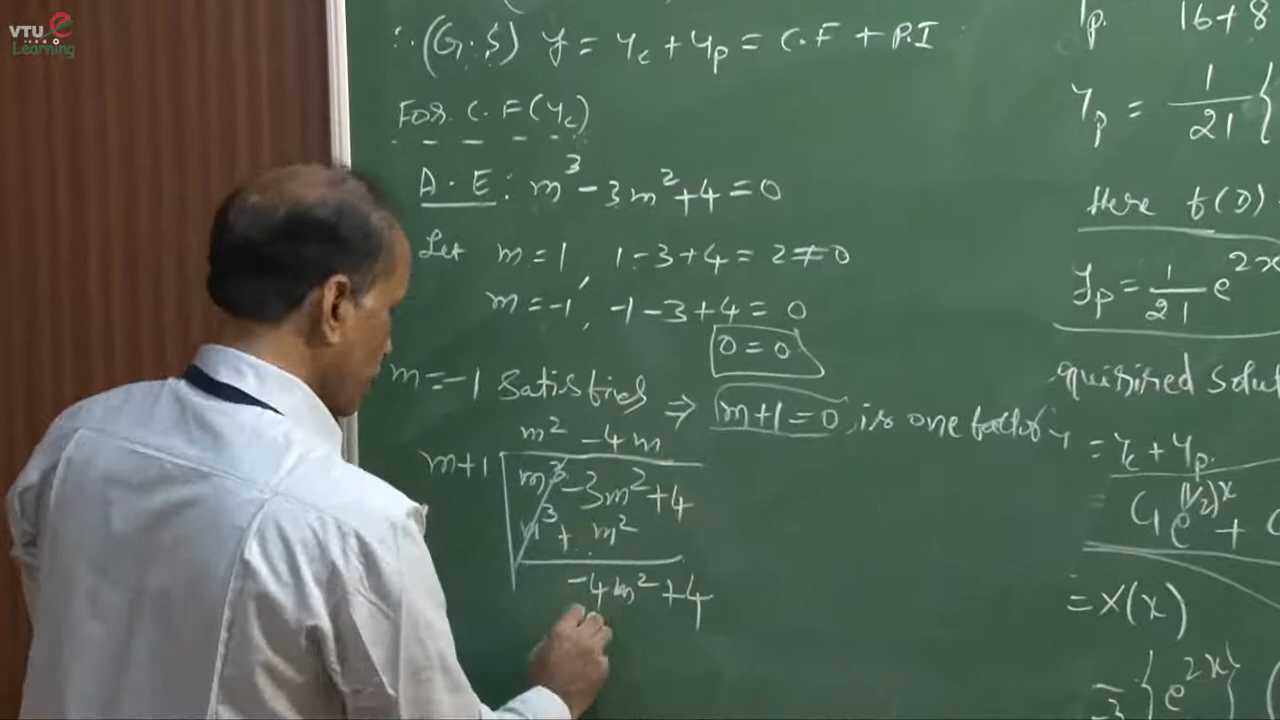 VTU e
Learning
∴ (G.S) y = y_c + y_p = C.F + P.I
For C.F (y_c)
A.E: m³ - 3m² + 4 = 0
Let m = 1, 1 - 3 + 4 = 2 ≠ 0
m = -1, -1 - 3 + 4 = 0
0 = 0
m = -1 Satisfies ⇒ m+1 = 0, is one factor
m² - 4m
m+1 m³ - 3m² + 4
m³ + m²
-4m² + 4
y_p 16+8
y_p = 1/21 {
Here f(D)
y_p = 1/21 e^2x
quirired Solut
= y_c + y_p
C₁ e^(1/2)x +
= X(x)
{e^2x} (